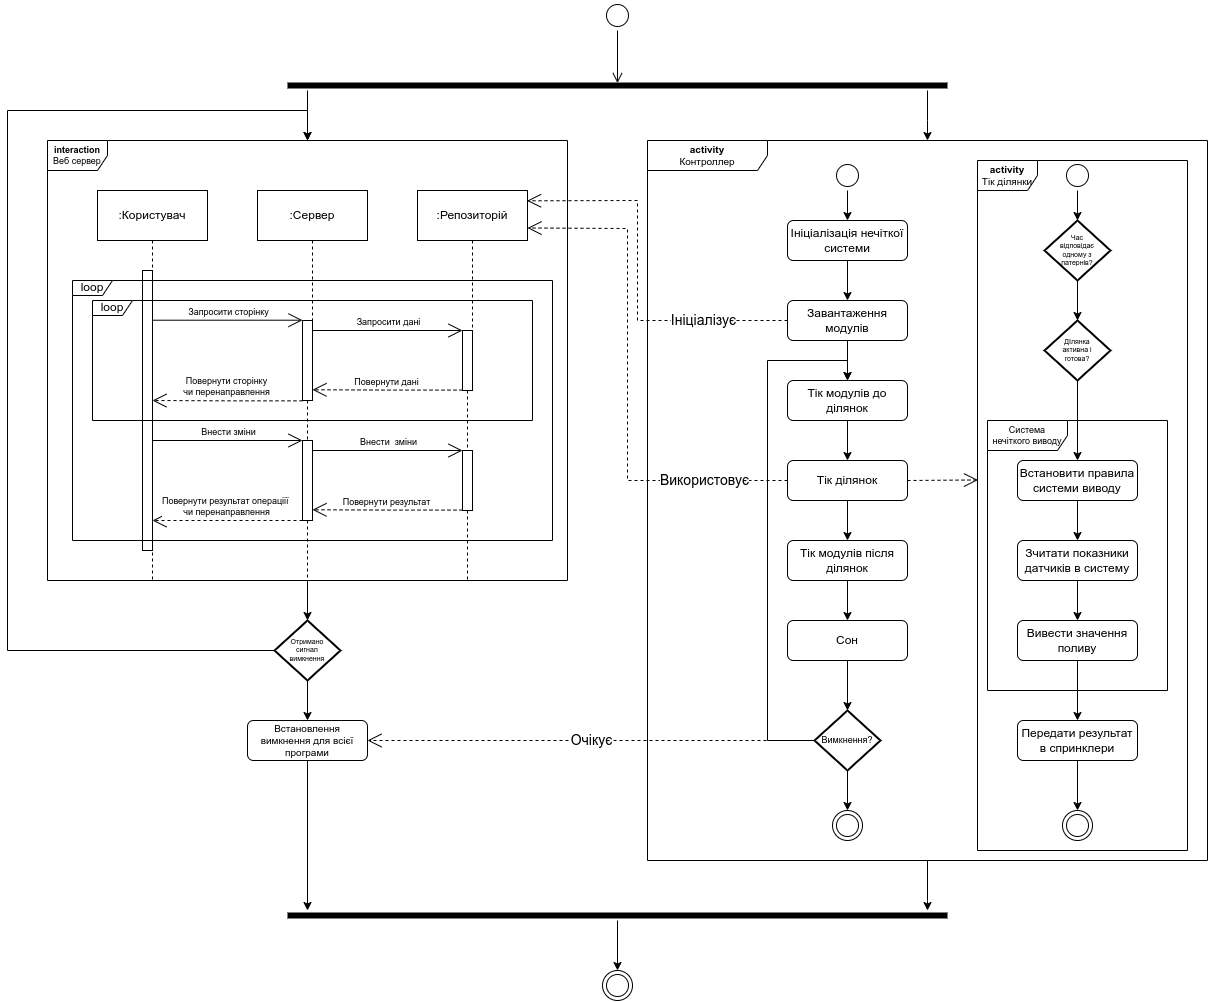 interaction
Веб сервер
:Користувач
:Сервер
:Репозиторій
loop
loop
Запросити сторінку
Запросити дані
Повернути сторінку
чи перенаправлення
Повернути дані
Внести зміни
Внести зміни
Повернути результат операціїї
чи перенаправлення
Повернути результат
Отримано
сигнал
вимкнення
Встановлення
вимкнення для всієї
програми
Ініціалізує
Використовує
Очікує
activity
Контроллер
Ініціалізація нечіткої
системи
Завантаження
модулів
Тік модулів до
ділянок
Тік ділянок
Тік модулів після
ділянок
Сон
Вимкнення?
activity
Тік ділянки
Час
відповідає
одному з
патернів?
Ділянка
активна і
готова?
Система
нечіткого виводу
Встановити правила
системи виводу
Зчитати показники
датчиків в систему
Вивести значення
поливу
Передати результат
в спринклери